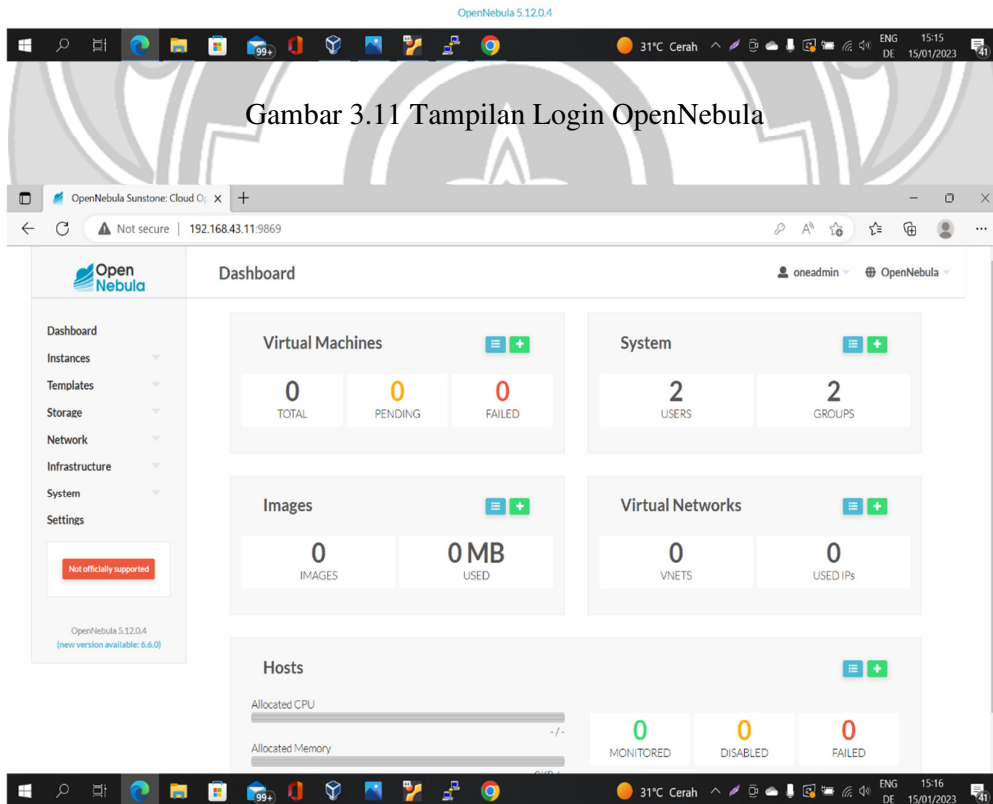 OpenNebula 5.12.0.4
99+
31°C Cerah
ENG
DE
15:15
15/01/2023
41
Gambar 3.11 Tampilan Login OpenNebula
OpenNebula Sunstone: Cloud
Not secure | 192.168.43.11:9869
Open
Nebula
Dashboard
oneadmin
OpenNebula
Dashboard
Instances
Templates
Storage
Network
Infrastructure
System
Settings
Not officially supported
OpenNebula 5.12.0.4
(new version available: 6.6.0)
Virtual Machines
0 0 0
TOTAL PENDING FAILED
System
2 2
USERS GROUPS
Images
0 0 MB
IMAGES USED
Virtual Networks
0 0
VNETS USED IPs
Hosts
Allocated CPU
- / -
Allocated Memory
0 0 0
MONITORED DISABLED FAILED
99+
31°C Cerah
ENG
DE
15:16
15/01/2023
41